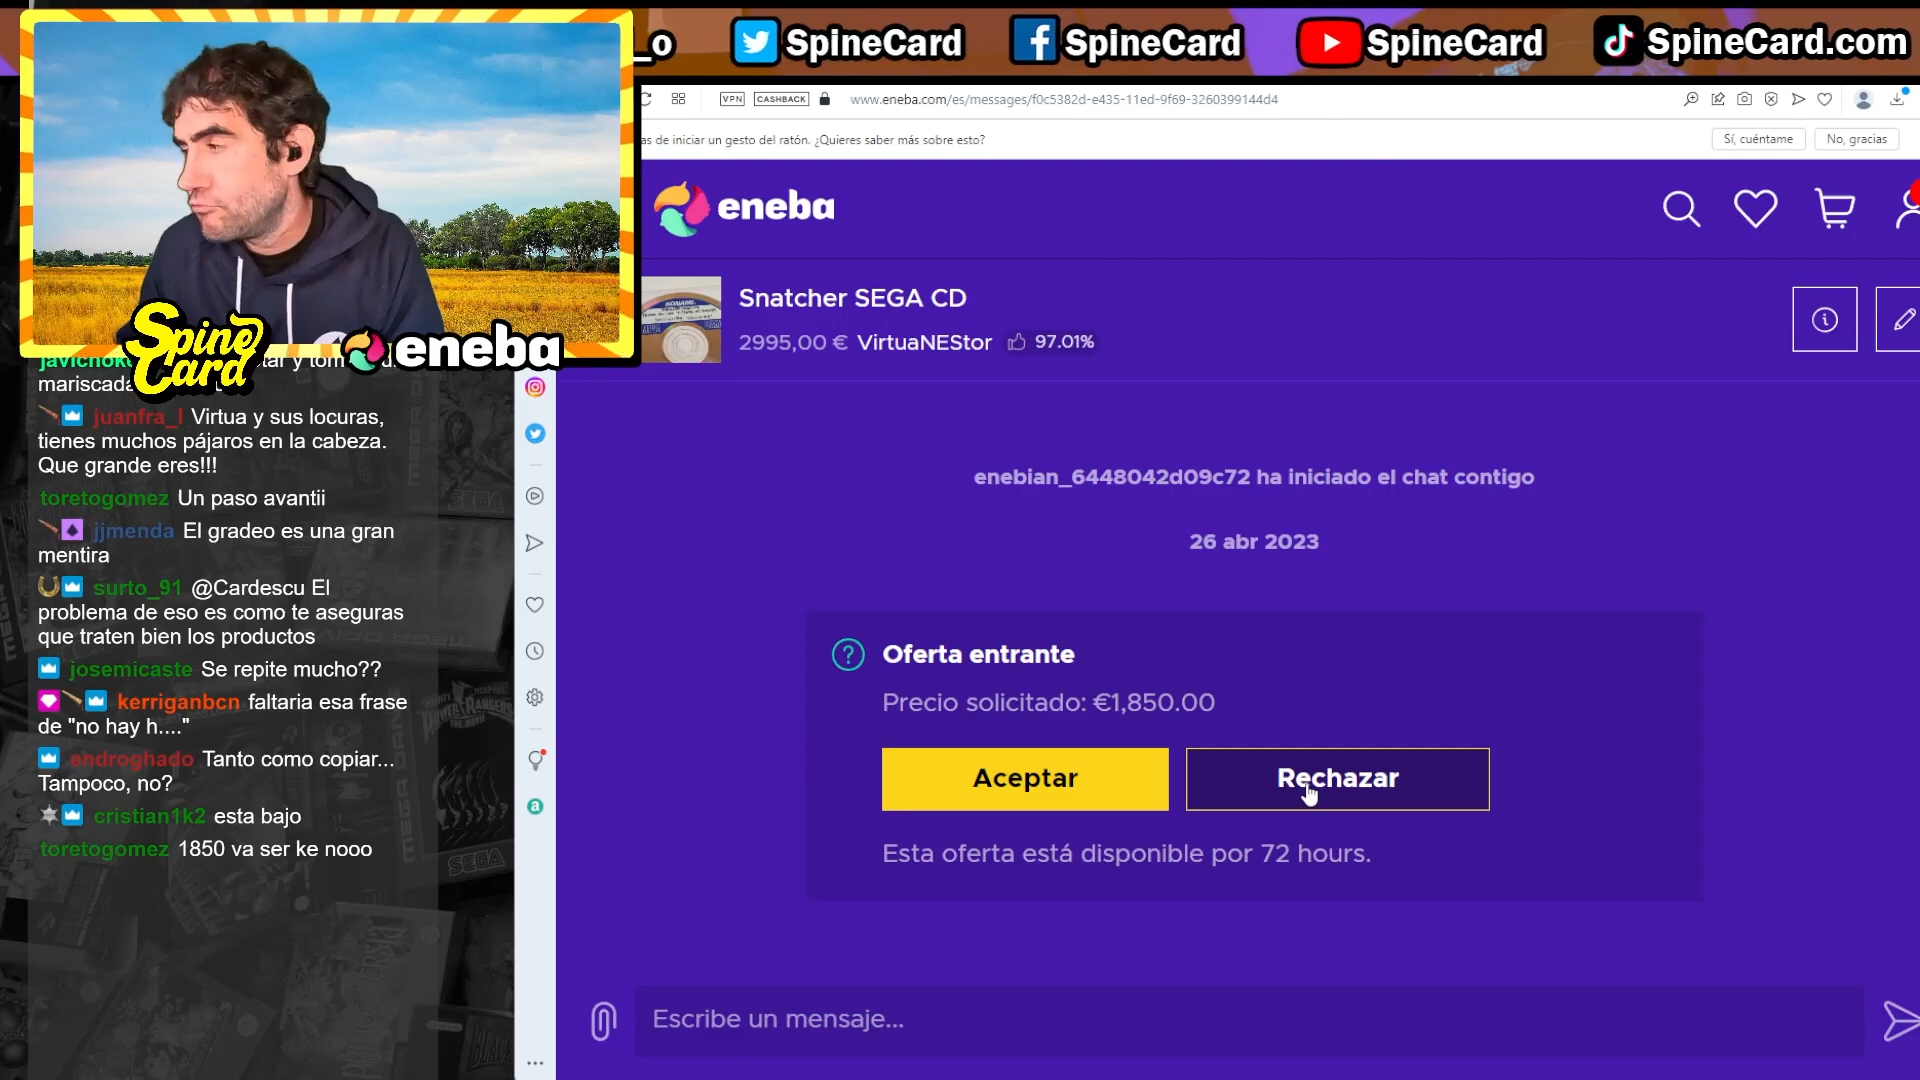 _o
SpineCard
SpineCard
SpineCard
SpineCard.com
VPN
CASHBACK
www.eneba.com/es/messages/f0c5382d-e435-11ed-9f69-3260399144d4
as de iniciar un gesto del ratón. ¿Quieres saber más sobre esto?
Sí, cuéntame
No, gracias
eneba
KONAMI
Snatcher SEGA CD
2995,00 € VirtuaNEStor 97.01%
Spine
Card
eneba
mariscada
juanfra_l Virtua y sus locuras,
tienes muchos pájaros en la cabeza.
Que grande eres!!!
toretogomez Un paso avantii
jjmenda El gradeo es una gran
mentira
surto_91 @Cardescu El
problema de eso es como te aseguras
que traten bien los productos
josemicaste Se repite mucho??
kerriganbcn faltaria esa frase
de "no hay h...."
endroghado Tanto como copiar...
Tampoco, no?
cristian1k2 esta bajo
toretogomez 1850 va ser ke nooo
enebian_6448042d09c72 ha iniciado el chat contigo
26 abr 2023
Oferta entrante
Precio solicitado: €1,850.00
Aceptar
Rechazar
Esta oferta está disponible por 72 hours.
Escribe un mensaje...